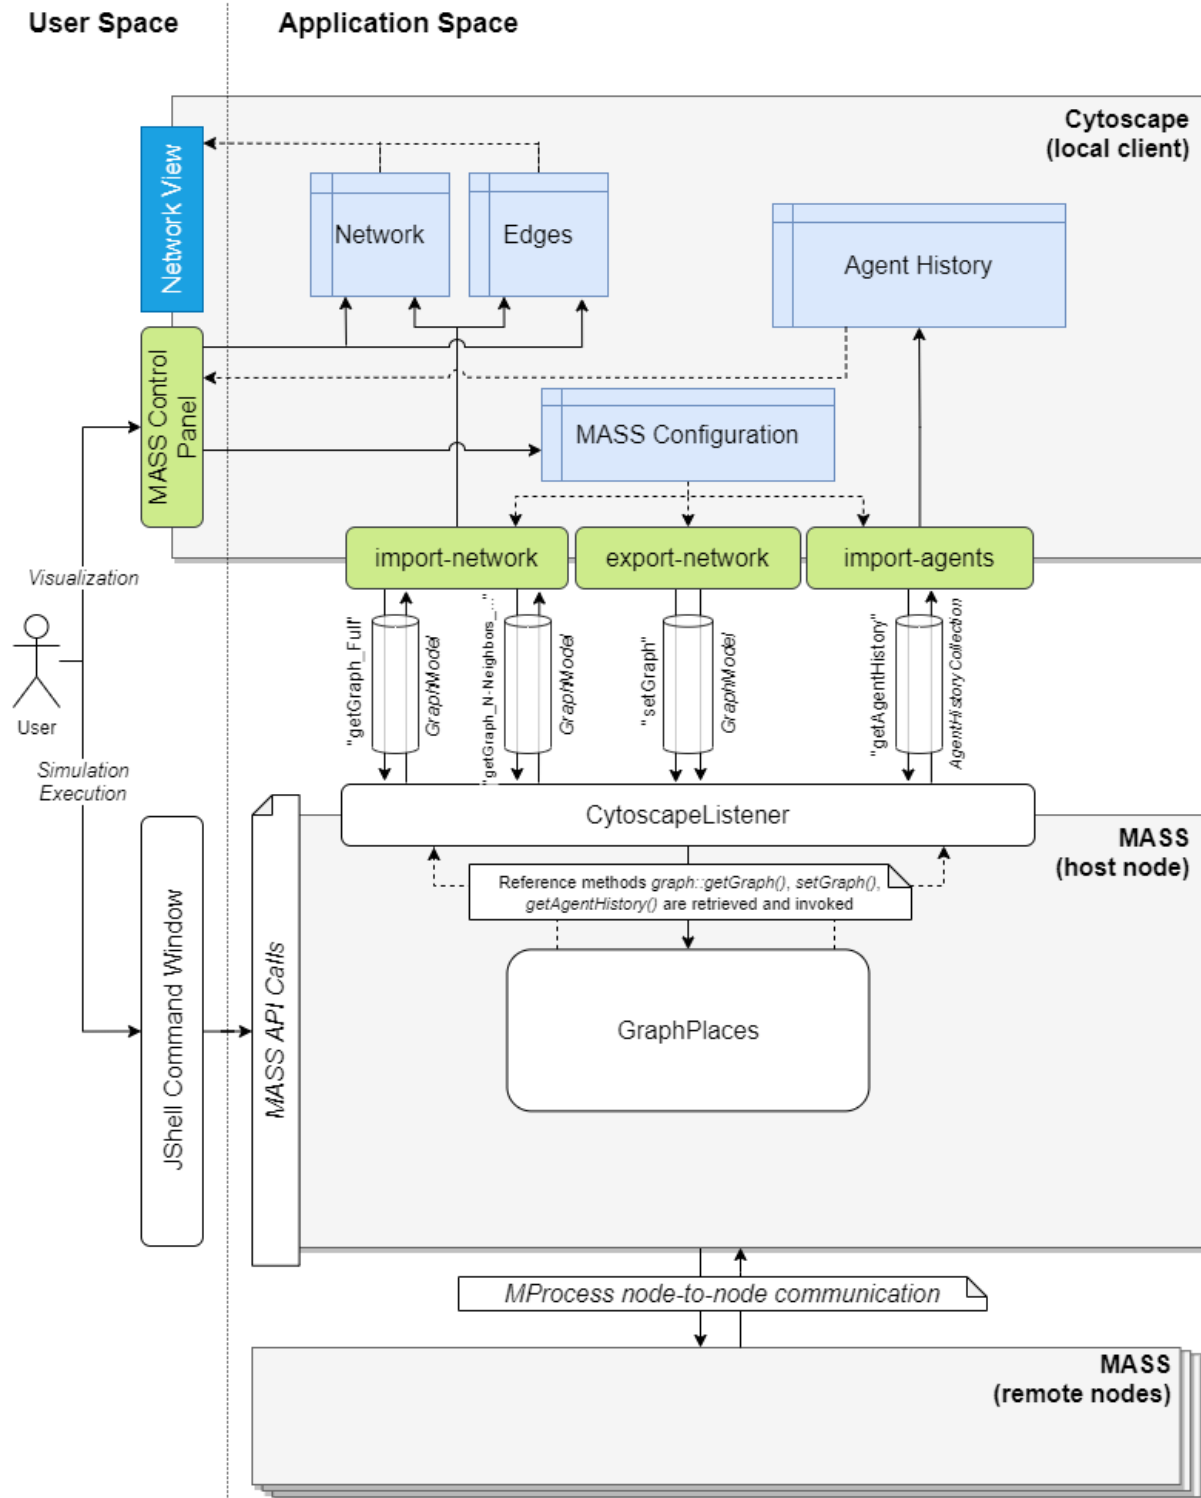 User Space
Application Space
Cytoscape
(local client)
Network View
Network
Edges
Agent History
MASS Control
Panel
MASS Configuration
import-network
export-network
import-agents
Visualization
User
Simulation
Execution
"getGraph_Full"
GraphModel
"getGraph_N-Neighbors_..."
GraphModel
"setGraph"
GraphModel
"getAgentHistory"
AgentHistoryCollection
CytoscapeListener
MASS
(host node)
Reference methods graph::getGraph(), setGraph(),
getAgentHistory() are retrieved and invoked
GraphPlaces
JShell Command Window
MASS API Calls
MProcess node-to-node communication
MASS
(remote nodes)